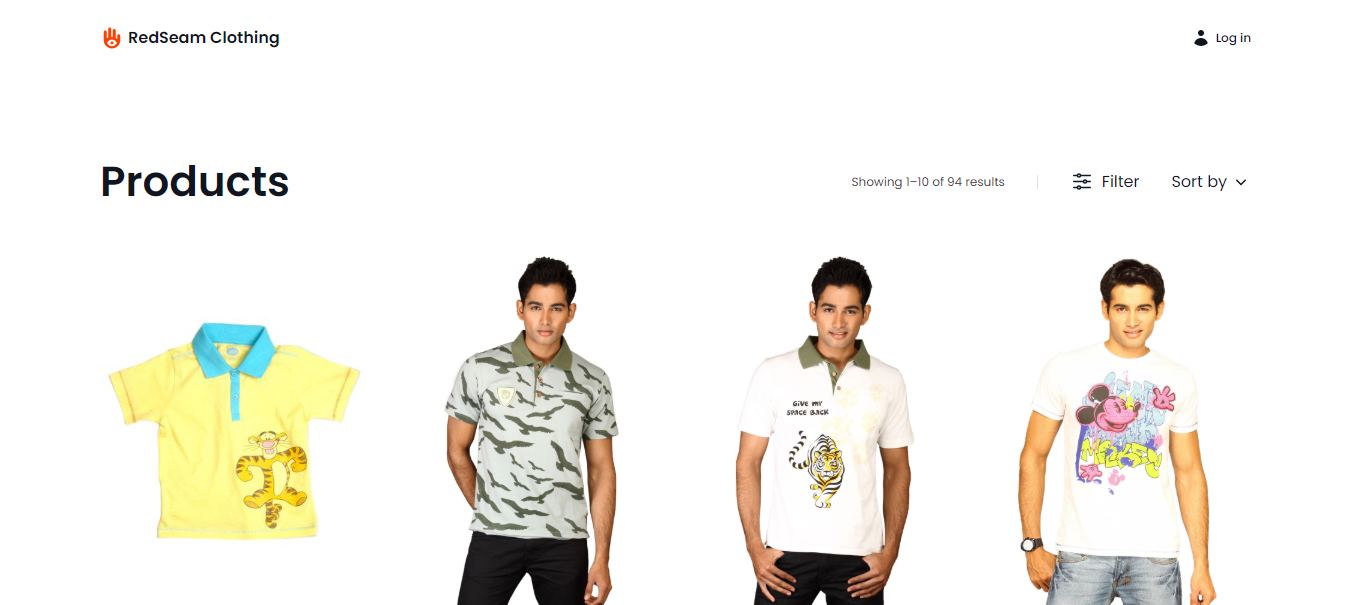 RedSeam Clothing
Log in
Products
Showing 1–10 of 94 results
Filter
Sort by
GIVE MY
SPACE BACK